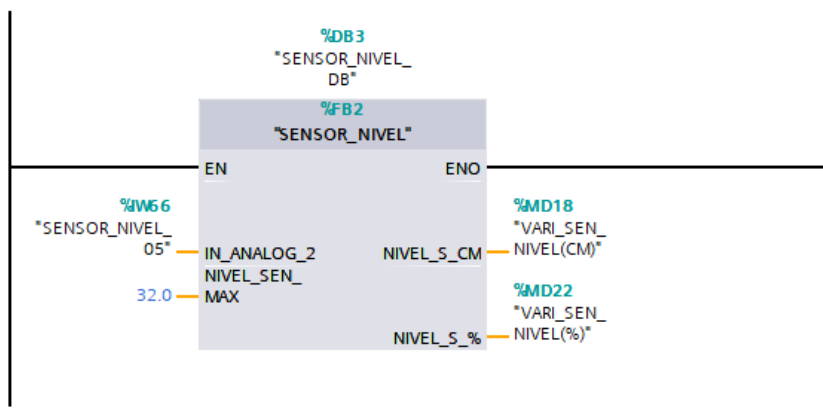 %DB3
"SENSOR_NIVEL_
DB"
%FB2
"SENSOR_NIVEL"
EN
ENO
%IW66
"SENSOR_NIVEL_
05"
IN_ANALOG_2
NIVEL_SEN_
MAX
32.0
NIVEL_S_CM
%MD18
"VARI_SEN_
NIVEL(CM)"
NIVEL_S_%
%MD22
"VARI_SEN_
NIVEL(%)"